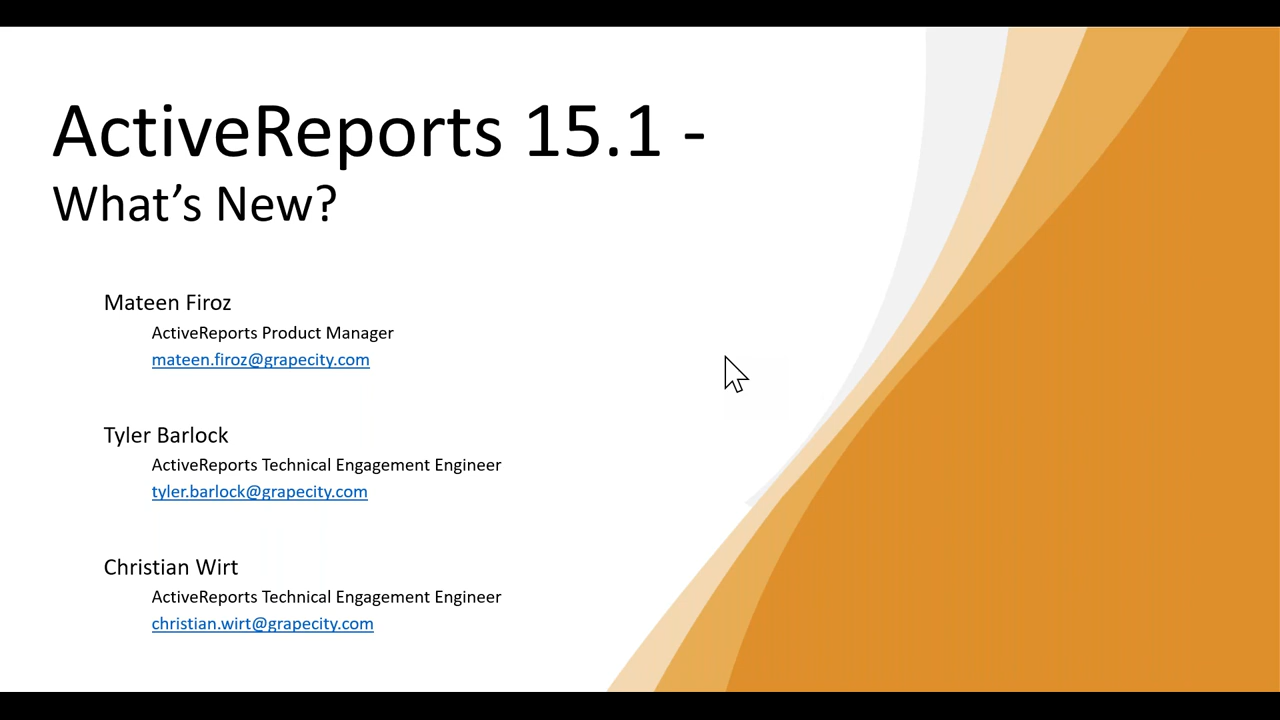 ActiveReports 15.1 -
What’s New?
Mateen Firoz
ActiveReports Product Manager
mateen.firoz@grapecity.com
Tyler Barlock
ActiveReports Technical Engagement Engineer
tyler.barlock@grapecity.com
Christian Wirt
ActiveReports Technical Engagement Engineer
christian.wirt@grapecity.com